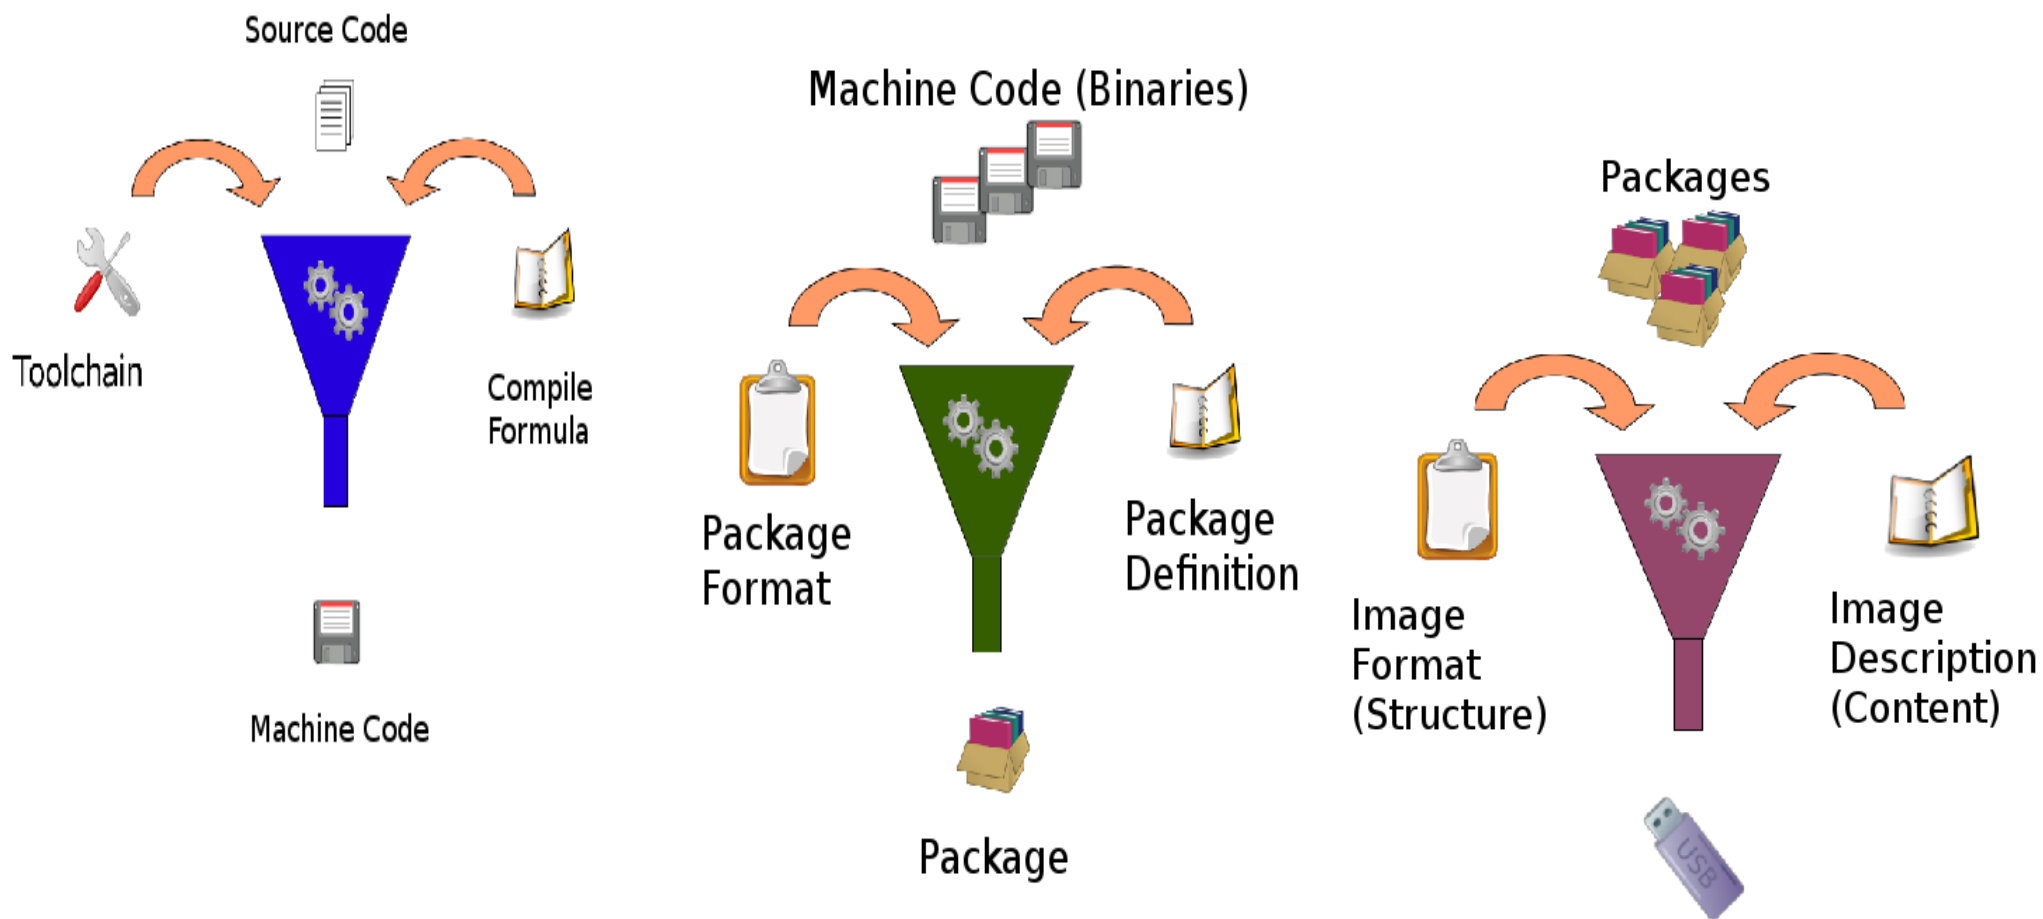 Source Code
Toolchain
Compile
Formula
Machine Code
Machine Code (Binaries)
Package
Format
Package
Definition
Package
Packages
Image
Format
(Structure)
Image
Description
(Content)
USB